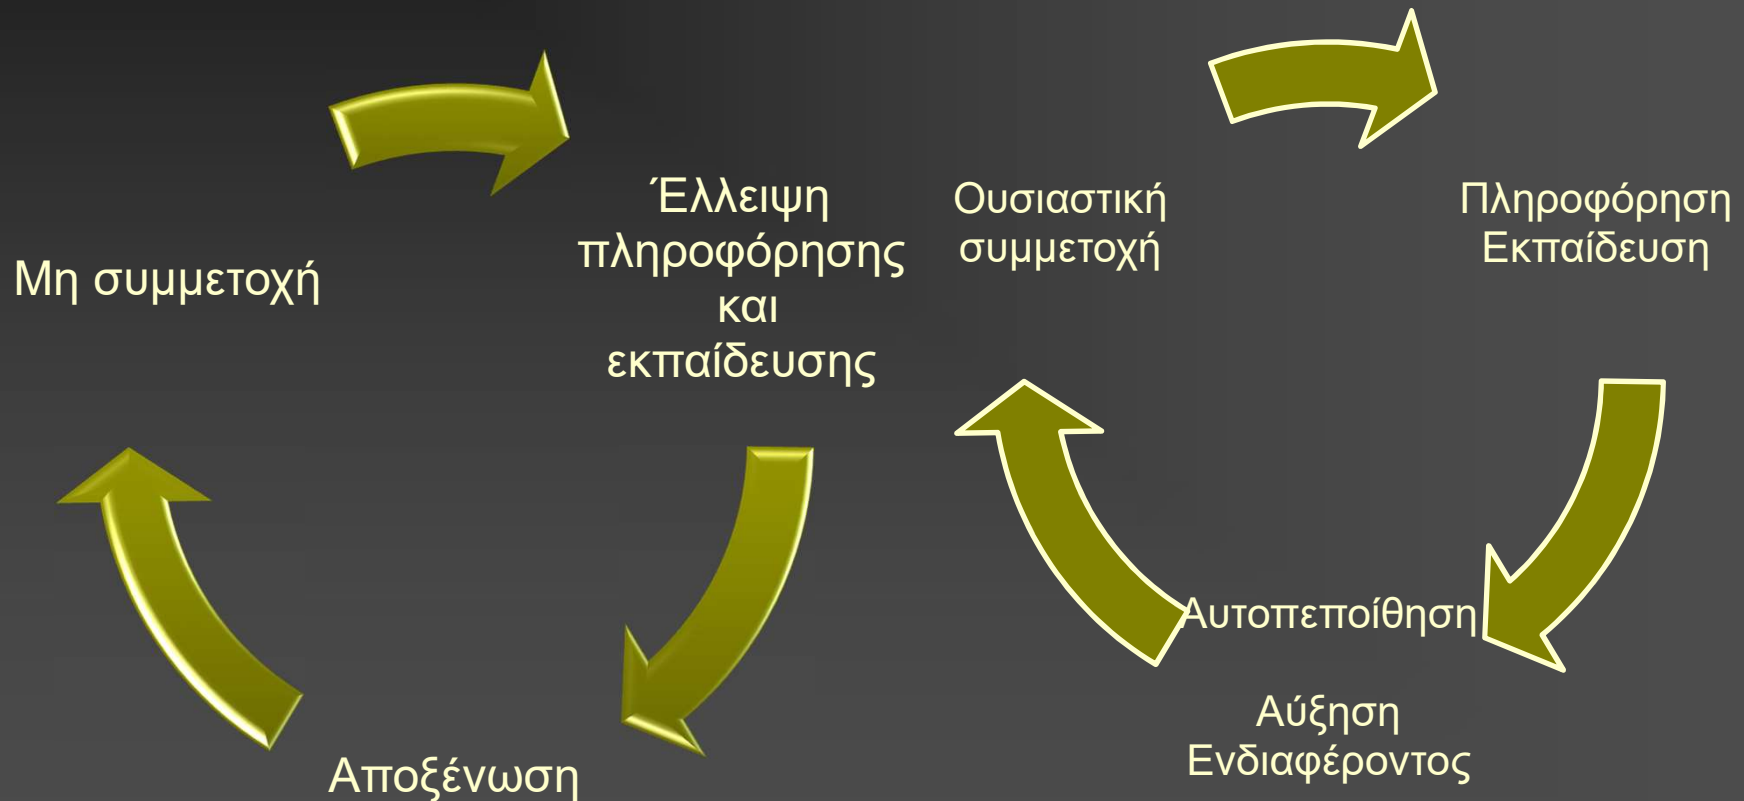 Μη συμμετοχή
Έλλειψη
πληροφόρησης
και
εκπαίδευσης
Αποξένωση
Ουσιαστική
συμμετοχή
Πληροφόρηση
Εκπαίδευση
Αυτοπεποίθηση
Αύξηση
Ενδιαφέροντος